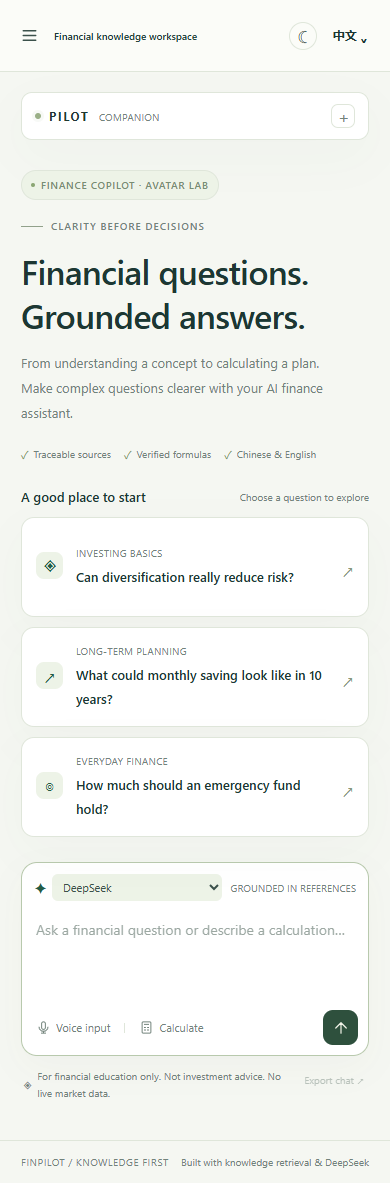 Financial knowledge workspace
中文
PILOT COMPANION
+
FINANCE COPILOT · AVATAR LAB
CLARITY BEFORE DECISIONS
Financial questions.
Grounded answers.
From understanding a concept to calculating a plan.
Make complex questions clearer with your AI finance
assistant.
✓ Traceable sources ✓ Verified formulas ✓ Chinese & English
A good place to start
Choose a question to explore
INVESTING BASICS
◈ Can diversification really reduce risk? ↗
LONG-TERM PLANNING
↗ What could monthly saving look like in 10 ↗
years?
EVERYDAY FINANCE
◎ How much should an emergency fund ↗
hold?
✦ DeepSeek GROUNDED IN REFERENCES
Ask a financial question or describe a calculation...
Voice input Calculate ↑
◈ For financial education only. Not investment advice. No
live market data.
Export chat ↗
FINPILOT / KNOWLEDGE FIRST Built with knowledge retrieval & DeepSeek